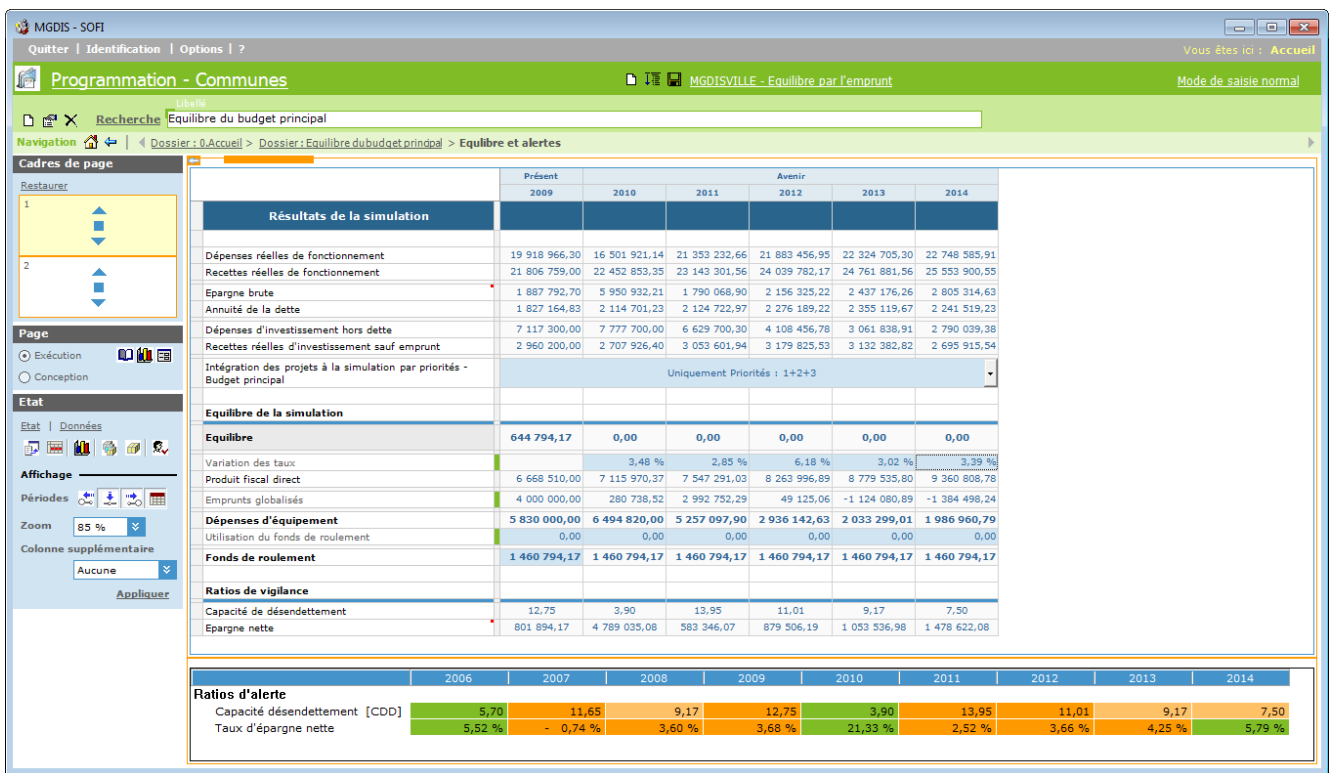 MGDIS - SOFI
Quitter | Identification | Options | ?
Vous êtes ici : Accueil
Programmation - Communes
MGDISVILLE - Equilibre par l'emprunt
Mode de saisie normal
Libellé
Recherche Equilibre du budget principal
Navigation Dossier : 0.Accueil > Dossier : Equilibre du budget principal > Equlibre et alertes
Cadres de page
Restaurer
1
2
Page
Exécution
Conception
Etat
Etat | Données
Affichage
Périodes
Zoom 85 %
Colonne supplémentaire
Aucune
Appliquer
Présent Avenir
2009 2010 2011 2012 2013 2014
Résultats de la simulation
Dépenses réelles de fonctionnement 19 918 966,30 16 501 921,14 21 353 232,66 21 883 456,95 22 324 705,30 22 748 585,91
Recettes réelles de fonctionnement 21 806 759,00 22 452 853,35 23 143 301,56 24 039 782,17 24 761 881,56 25 553 900,55
Epargne brute 1 887 792,70 5 950 932,21 1 790 068,90 2 156 325,22 2 437 176,26 2 805 314,63
Annuité de la dette 1 827 164,83 2 114 701,23 2 124 722,97 2 276 189,22 2 355 119,67 2 241 519,23
Dépenses d'investissement hors dette 7 117 300,00 7 777 700,00 6 629 700,30 4 108 456,78 3 061 838,91 2 790 039,38
Recettes réelles d'investissement sauf emprunt 2 960 200,00 2 707 926,40 3 053 601,94 3 179 825,53 3 132 382,82 2 695 915,54
Intégration des projets à la simulation par priorités -
Budget principal
Uniquement Priorités : 1+2+3
Equilibre de la simulation
Equilibre 644 794,17 0,00 0,00 0,00 0,00 0,00
Variation des taux 3,48 % 2,85 % 6,18 % 3,02 % 3,39 %
Produit fiscal direct 6 668 510,00 7 115 970,37 7 547 291,03 8 263 996,89 8 779 535,80 9 360 808,78
Emprunts globalisés 4 000 000,00 280 738,52 2 992 752,29 49 125,06 -1 124 080,89 -1 384 498,24
Dépenses d'équipement 5 830 000,00 6 494 820,00 5 257 097,90 2 936 142,63 2 033 299,01 1 986 960,79
Utilisation du fonds de roulement 0,00 0,00 0,00 0,00 0,00 0,00
Fonds de roulement 1 460 794,17 1 460 794,17 1 460 794,17 1 460 794,17 1 460 794,17 1 460 794,17
Ratios de vigilance
Capacité de désendettement 12,75 3,90 13,95 11,01 9,17 7,50
Epargne nette 801 894,17 4 789 035,08 583 346,07 879 506,19 1 053 536,98 1 478 622,08
2006 2007 2008 2009 2010 2011 2012 2013 2014
Ratios d'alerte
Capacité désendettement [CDD] 5,70 11,65 9,17 12,75 3,90 13,95 11,01 9,17 7,50
Taux d'épargne nette 5,52 % - 0,74 % 3,60 % 3,68 % 21,33 % 2,52 % 3,66 % 4,25 % 5,79 %